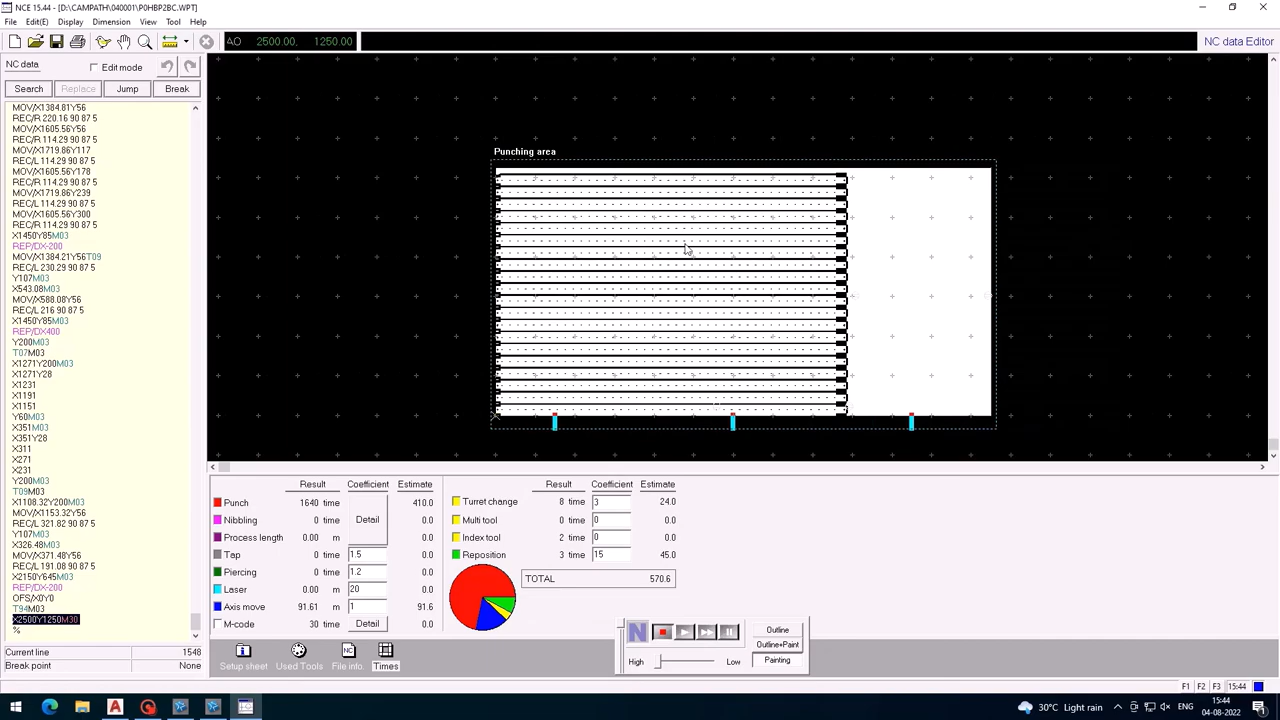 NCE 15.44 - [D:\CAMPATH\040001\P0HBP2BC.WPT]
File Edit(E) Display Dimension View Tool Help
AO 2500.00, 1250.00
NC data Editor
NC data
Edit mode
Search Replace Jump Break
MOV/X1384.81Y56
REC/R 220.16 90 87 5
MOV/X1605.56Y56
REC/R 114.29 90 87 5
MOV/X1719.86Y117
REC/L 114.29 90 87 5
MOV/X1719.86Y178
REC/R 114.29 90 87 5
MOV/X1719.86Y239
REC/L 114.29 90 87 5
MOV/X1605.56Y300
REC/R 114.29 90 87 5
X1450Y85M03
REP/DX-200
MOV/X1384.21Y56T09
REC/L 230.29 90 87 5
Y107M03
X543.08M03
MOV/X588.08Y56
REC/L 216 90 87 5
X1450Y85M03
REP/DX400
Y200M03
T07M03
X1271Y200M03
X1271Y28
X1231
X1191
X1151
Y60M03
X351M03
X351Y28
X311
X271
X231
Y200M03
T09M03
X1108.32Y200M03
MOV/X1153.32Y56
REC/L 321.82 90 87 5
Y107M03
X326.48M03
MOV/X371.48Y56
REC/L 191.08 90 87 5
X2150Y645M03
REP/DX-200
OFS/X0Y0
T94M03
X2500Y1250M30
%
Current line 1548
Break point None
Punching area
Result Coefficient Estimate
Punch 1640 time Detail 410.0
Nibbling 0 time 0.0
Process length 0.00 m 0.0
Tap 0 time 1.5 0.0
Piercing 0 time 1.2 0.0
Laser 0.00 m 20 0.0
Axis move 91.61 m 1 91.6
M-code 30 time Detail 0.0
Result Coefficient Estimate
Turret change 8 time 3 24.0
Multi tool 0 time 0 0.0
Index tool 2 time 0 0.0
Reposition 3 time 15 45.0
TOTAL 570.6
N
High Low
Outline
Outline+Paint
Painting
Setup sheet Used Tools File info. Times
F1 F2 F3 15:44
30°C Light rain ENG 15:44
04-08-2022